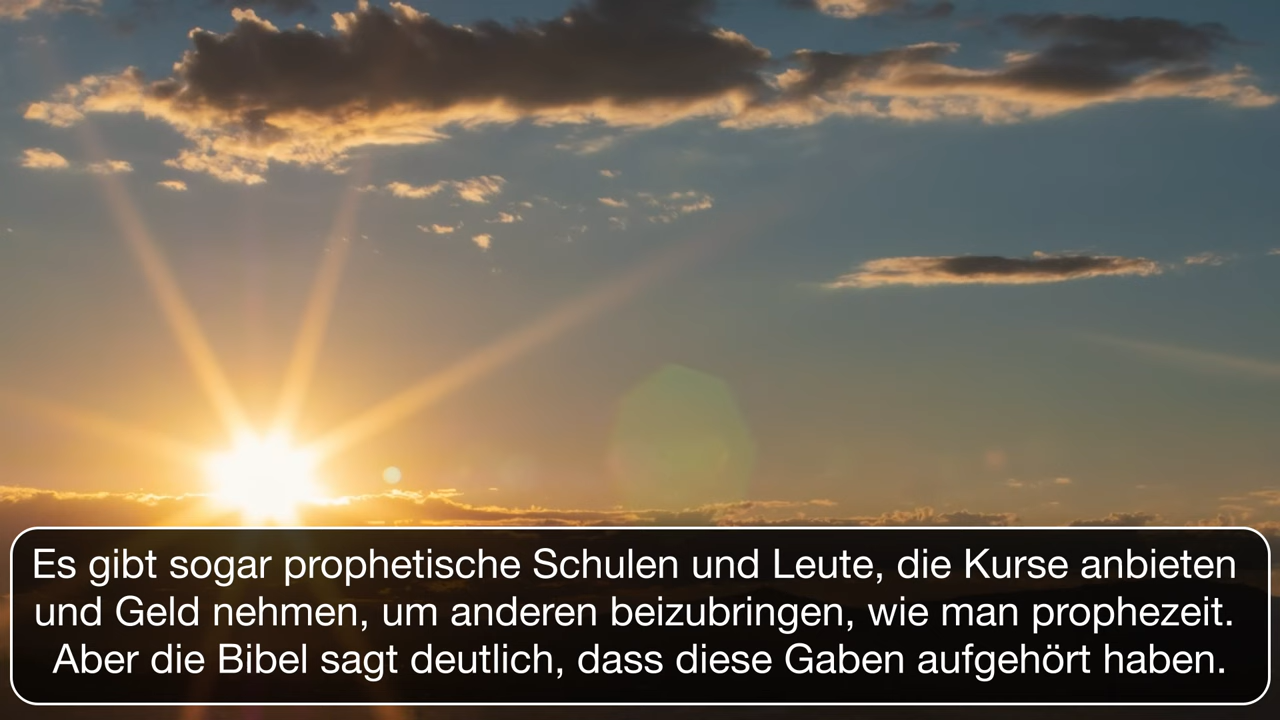 Es gibt sogar prophetische Schulen und Leute, die Kurse anbieten
und Geld nehmen, um anderen beizubringen, wie man prophezeit.
Aber die Bibel sagt deutlich, dass diese Gaben aufgehört haben.